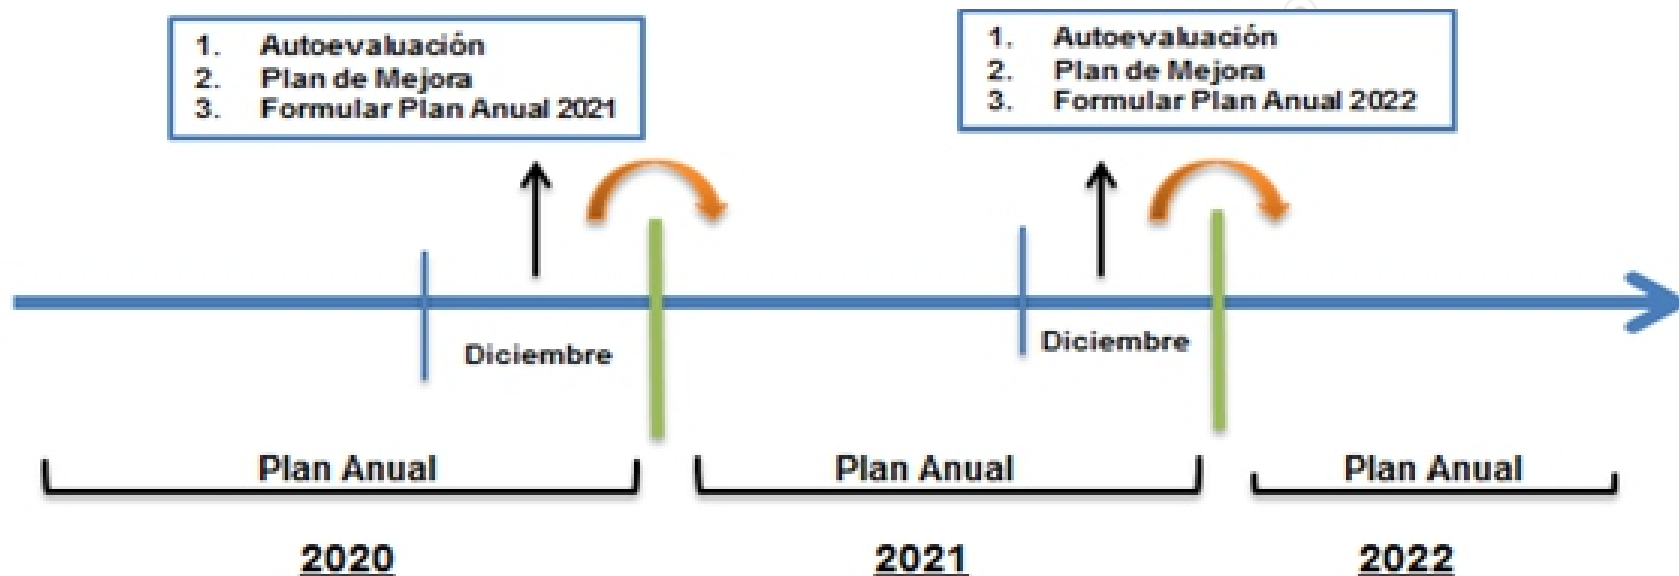 1. Autoevaluación
2. Plan de Mejora
3. Formular Plan Anual 2021
1. Autoevaluación
2. Plan de Mejora
3. Formular Plan Anual 2022
Diciembre
Diciembre
Plan Anual
Plan Anual
Plan Anual
2020
2021
2022